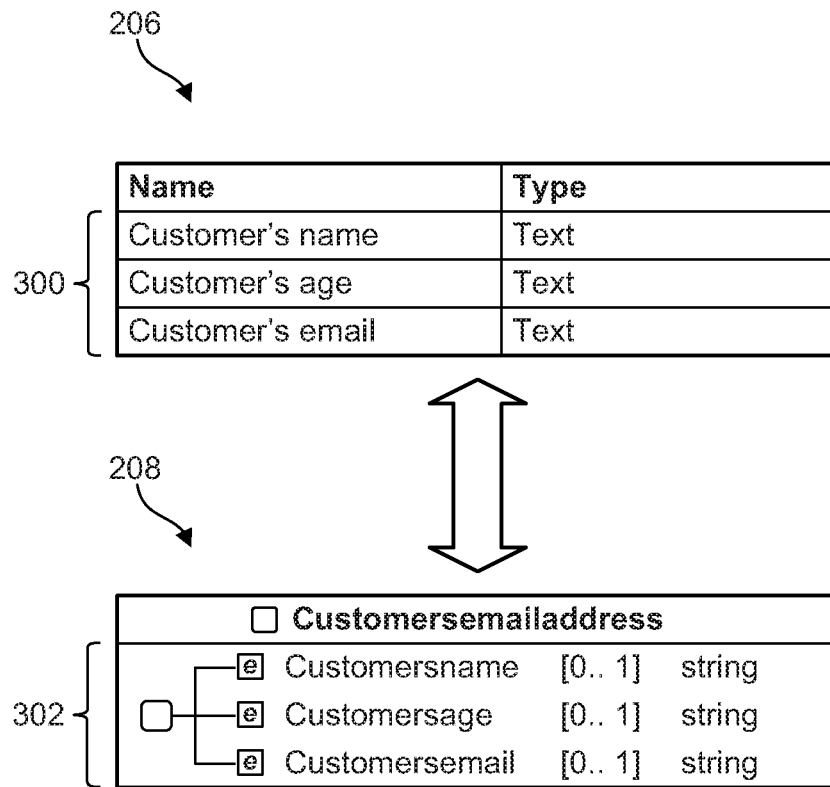 206
Name Type
Customer’s name Text
300 Customer’s age Text
Customer’s email Text
208
Customersemailaddress
e Customersname [0.. 1] string
302 e Customersage [0.. 1] string
e Customersemail [0.. 1] string